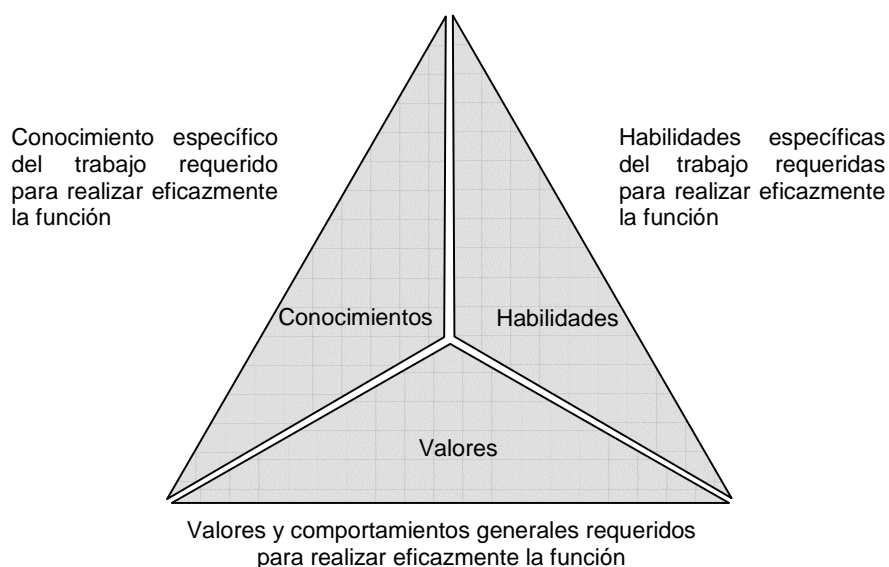 Conocimiento específico
del trabajo requerido
para realizar eficazmente
la función
Habilidades específicas
del trabajo requeridas
para realizar eficazmente
la función
Conocimientos
Habilidades
Valores
Valores y comportamientos generales requeridos
para realizar eficazmente la función